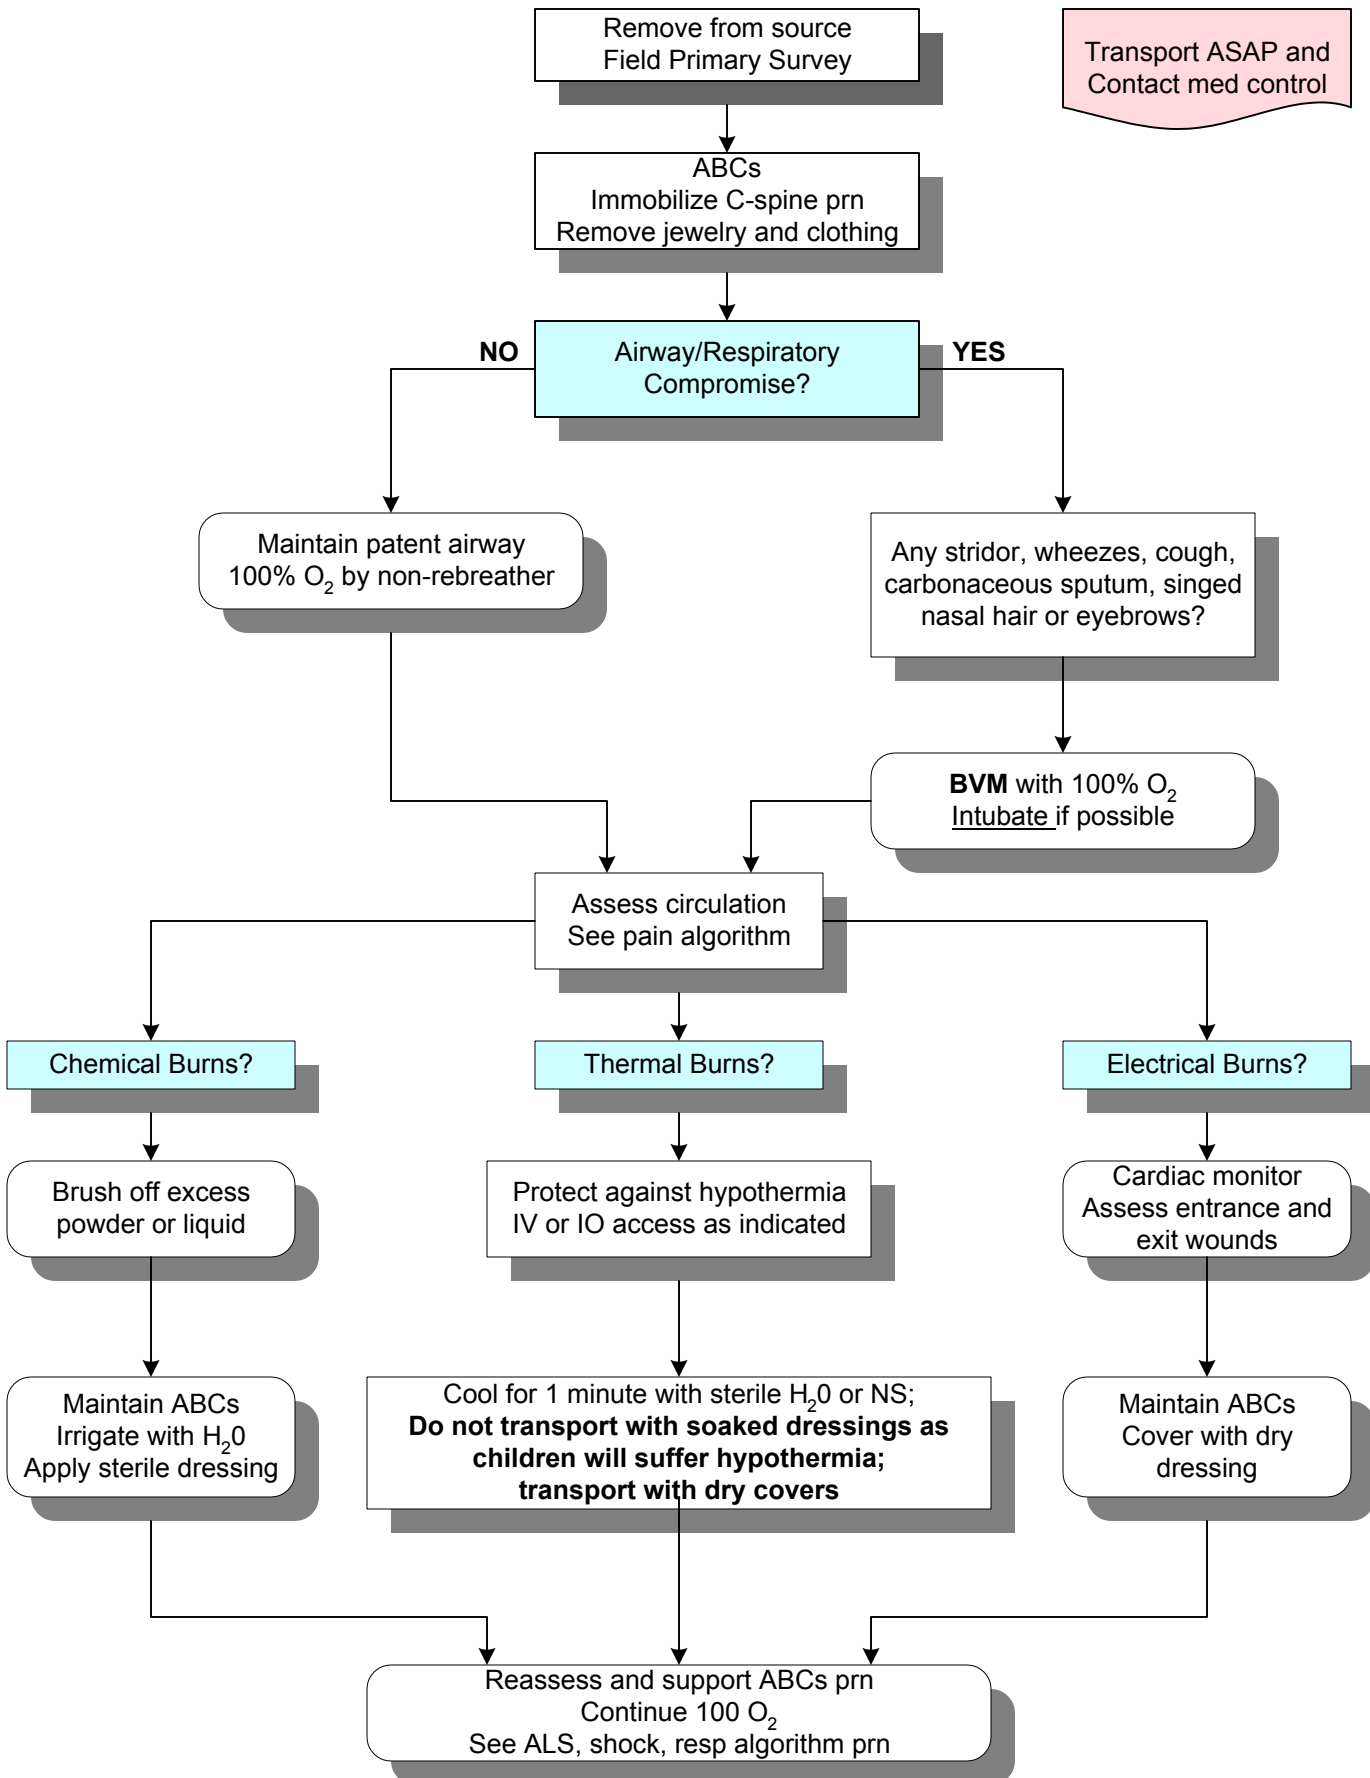 Remove from source
Field Primary Survey
Transport ASAP and
Contact med control
ABCs
Immobilize C-spine prn
Remove jewelry and clothing
NO
Airway/Respiratory
Compromise?
YES
Maintain patent airway
100% O₂ by non-rebreather
Any stridor, wheezes, cough,
carbonaceous sputum, singed
nasal hair or eyebrows?
BVM with 100% O₂
Intubate if possible
Assess circulation
See pain algorithm
Chemical Burns?
Thermal Burns?
Electrical Burns?
Brush off excess
powder or liquid
Protect against hypothermia
IV or IO access as indicated
Cardiac monitor
Assess entrance and
exit wounds
Maintain ABCs
Irrigate with H₂0
Apply sterile dressing
Cool for 1 minute with sterile H₂0 or NS;
Do not transport with soaked dressings as
children will suffer hypothermia;
transport with dry covers
Maintain ABCs
Cover with dry
dressing
Reassess and support ABCs prn
Continue 100 O₂
See ALS, shock, resp algorithm prn